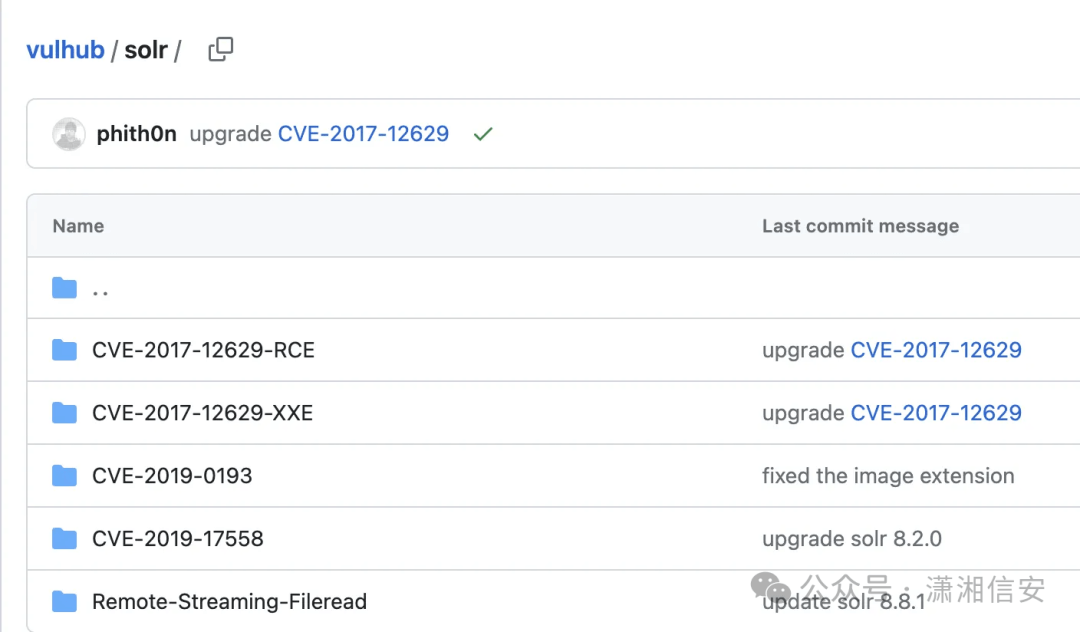 vulhub / solr /
phith0n upgrade CVE-2017-12629
Name Last commit message
..
CVE-2017-12629-RCE upgrade CVE-2017-12629
CVE-2017-12629-XXE upgrade CVE-2017-12629
CVE-2019-0193 fixed the image extension
CVE-2019-17558 upgrade solr 8.2.0
公众号 · 潇湘信安
Remote-Streaming-Fileread update solr 8.8.1